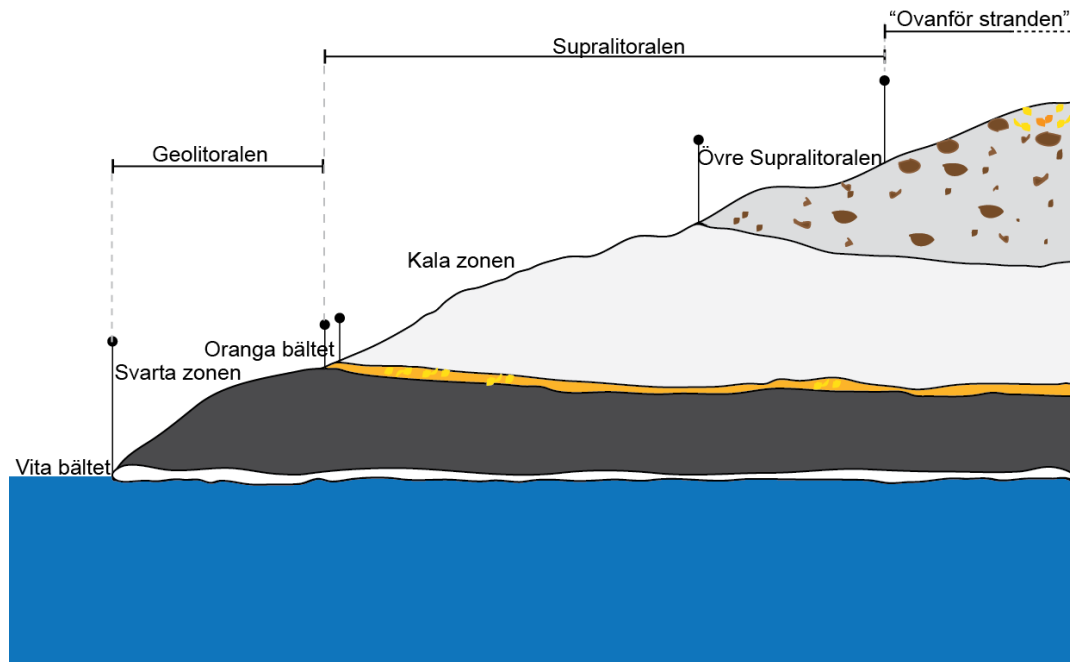 “Ovanför stranden”
Supralitoralen
Geolitoralen
Övre Supralitoralen
Kala zonen
Oranga bältet
Svarta zonen
Vita bältet